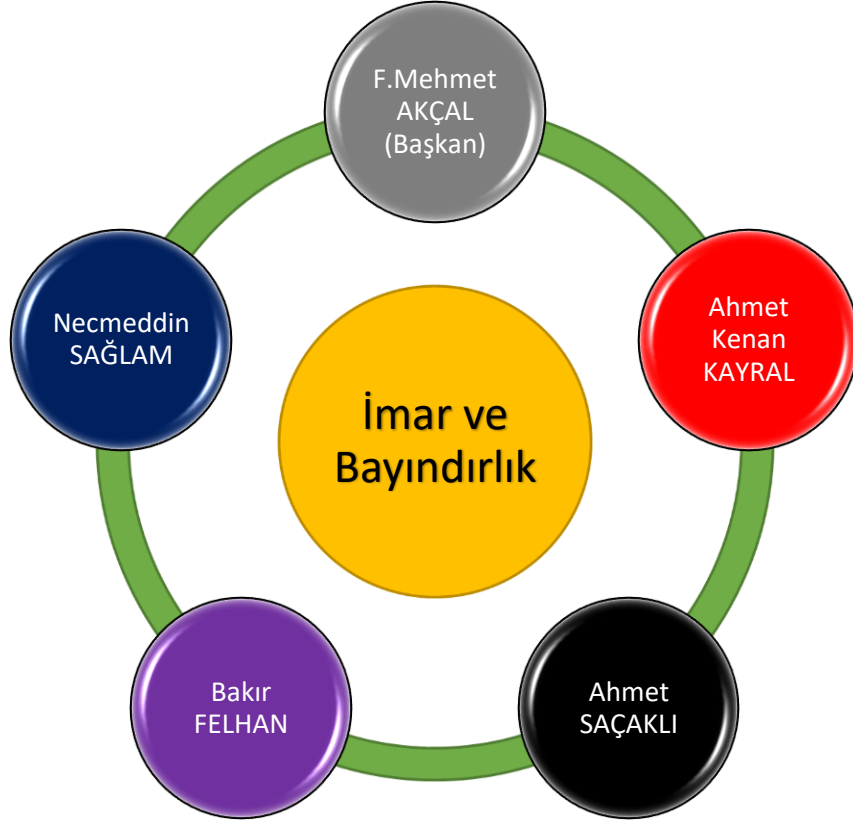 F.Mehmet
AKÇAL
(Başkan)
Ahmet
Kenan
KAYRAL
Ahmet
SAÇAKLI
Bakır
FELHAN
Necmeddin
SAĞLAM
İmar ve
Bayındırlık